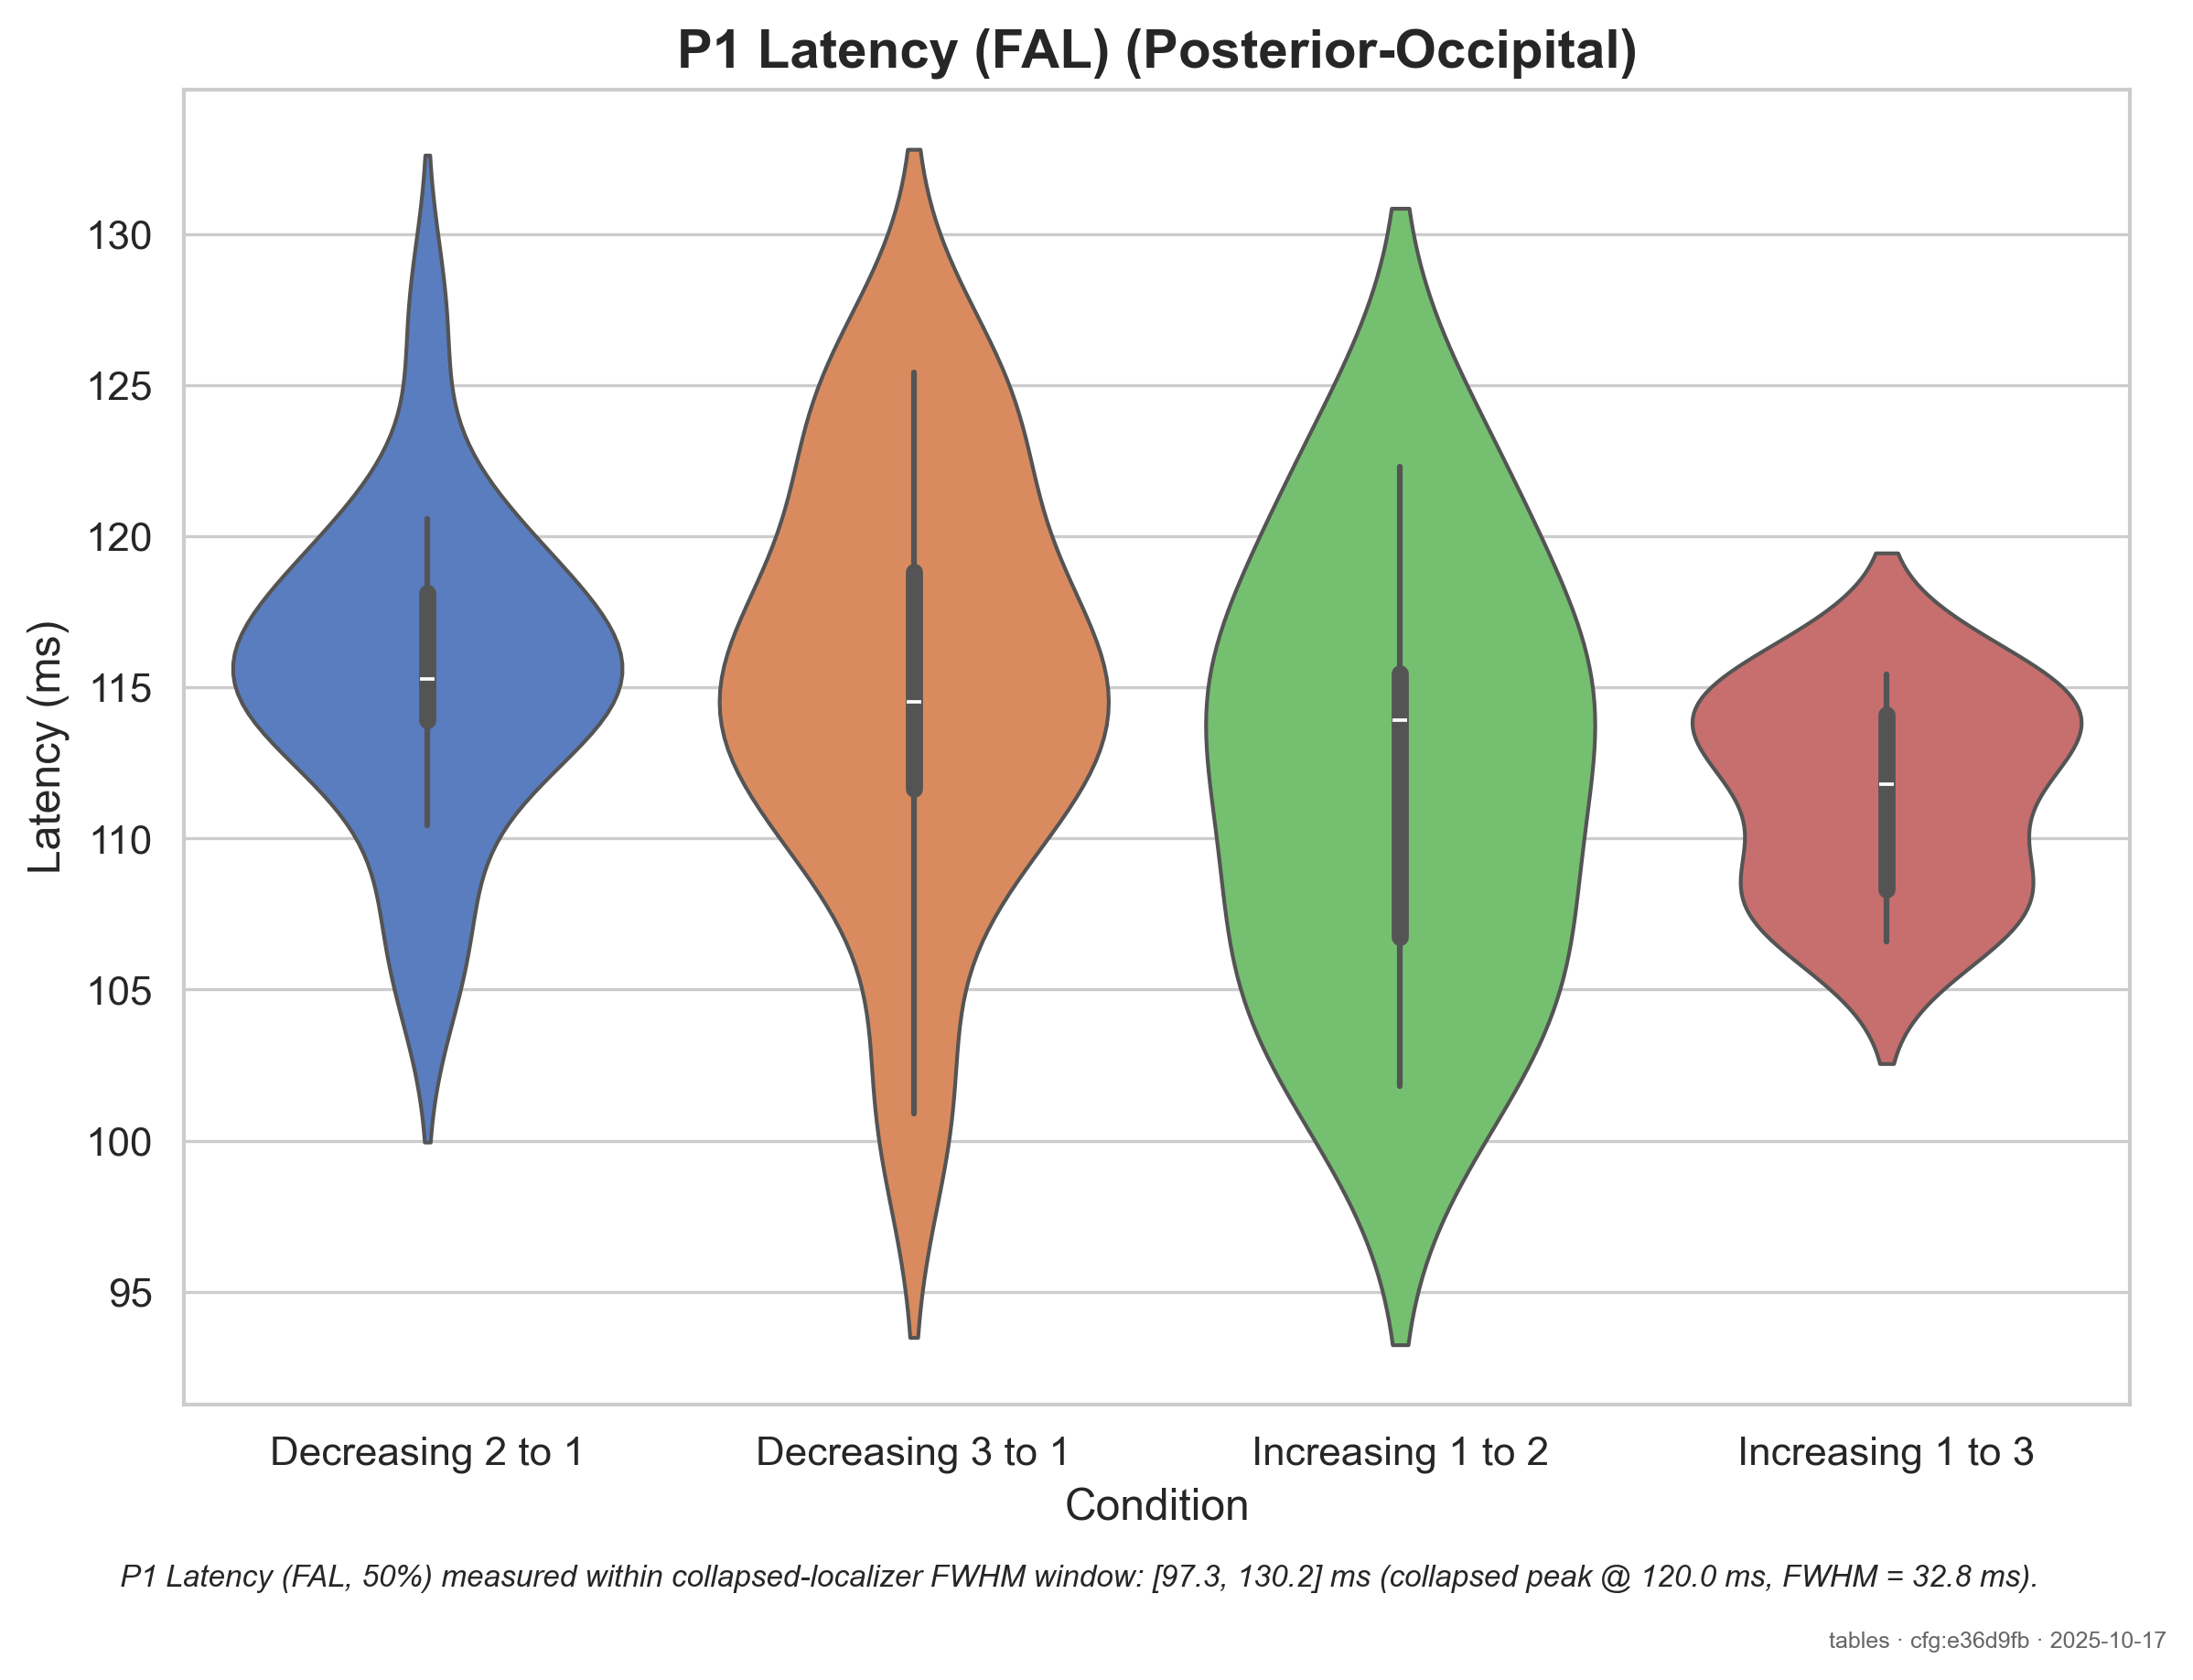 P1 Latency (FAL) (Posterior-Occipital)
Latency (ms)
130
125
120
115
110
105
100
95
Decreasing 2 to 1
Decreasing 3 to 1
Increasing 1 to 2
Increasing 1 to 3
Condition
P1 Latency (FAL, 50%) measured within collapsed-localizer FWHM window: [97.3, 130.2] ms (collapsed peak @ 120.0 ms, FWHM = 32.8 ms).
tables · cfg:e36d9fb · 2025-10-17